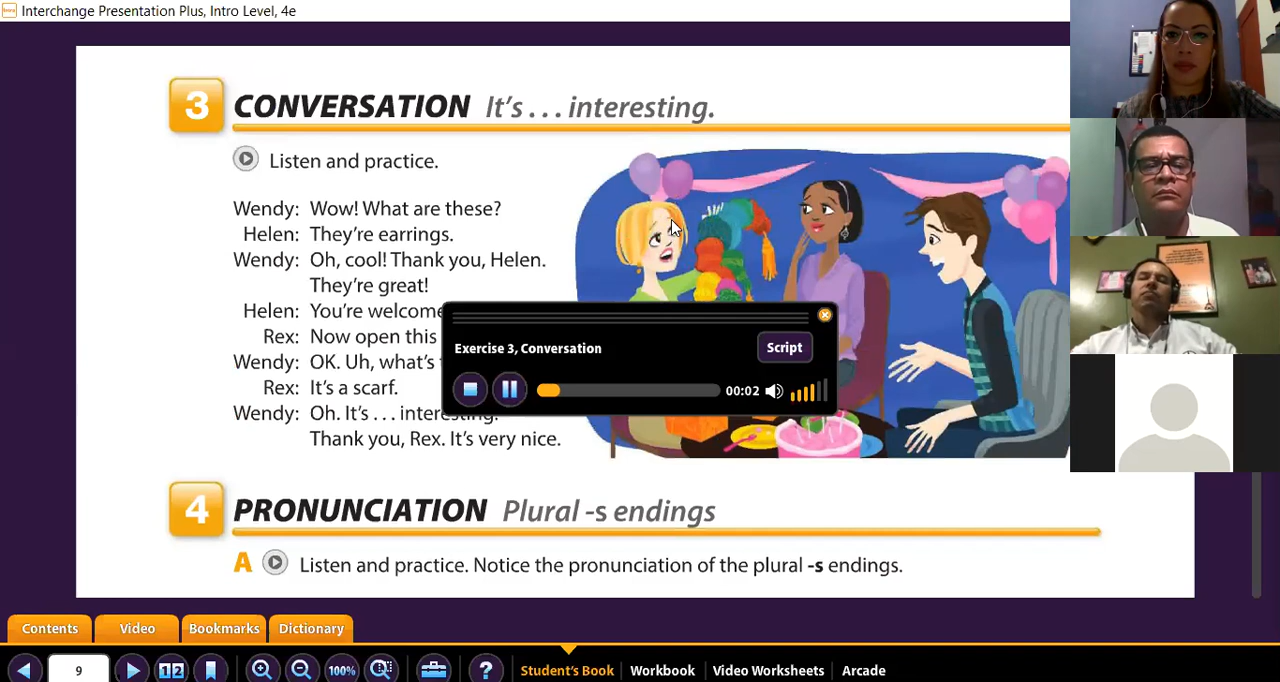 Interchange Presentation Plus, Intro Level, 4e
3 CONVERSATION It's . . . interesting.
Listen and practice.
Wendy: Wow! What are these?
Helen: They're earrings.
Wendy: Oh, cool! Thank you, Helen.
They're great!
Helen: You're welcome
Rex: Now open this
Wendy: OK. Uh, what's
Rex: It's a scarf.
Wendy: Oh. It's . . . interesting.
Thank you, Rex. It's very nice.
Exercise 3, Conversation
Script
00:02
4 PRONUNCIATION Plural -s endings
A Listen and practice. Notice the pronunciation of the plural -s endings.
Contents Video Bookmarks Dictionary
9 1 2 100% ? Student's Book Workbook Video Worksheets Arcade